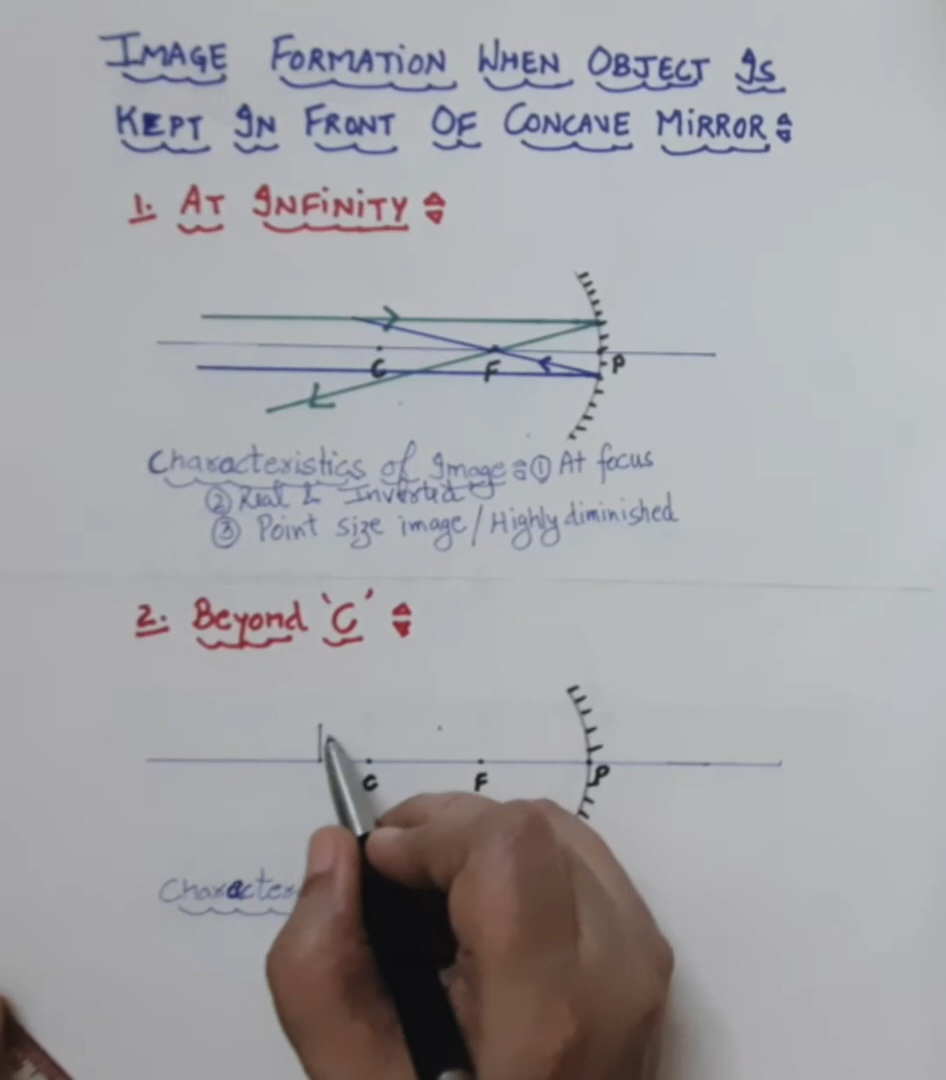 IMAGE FORMATION WHEN OBJECT IS
KEPT IN FRONT OF CONCAVE MIRROR:
1. AT INFINITY:
C F P
Characteristics of Image: ① At focus
② Real & Inverted
③ Point size image / Highly diminished
2. Beyond 'C':
C F P